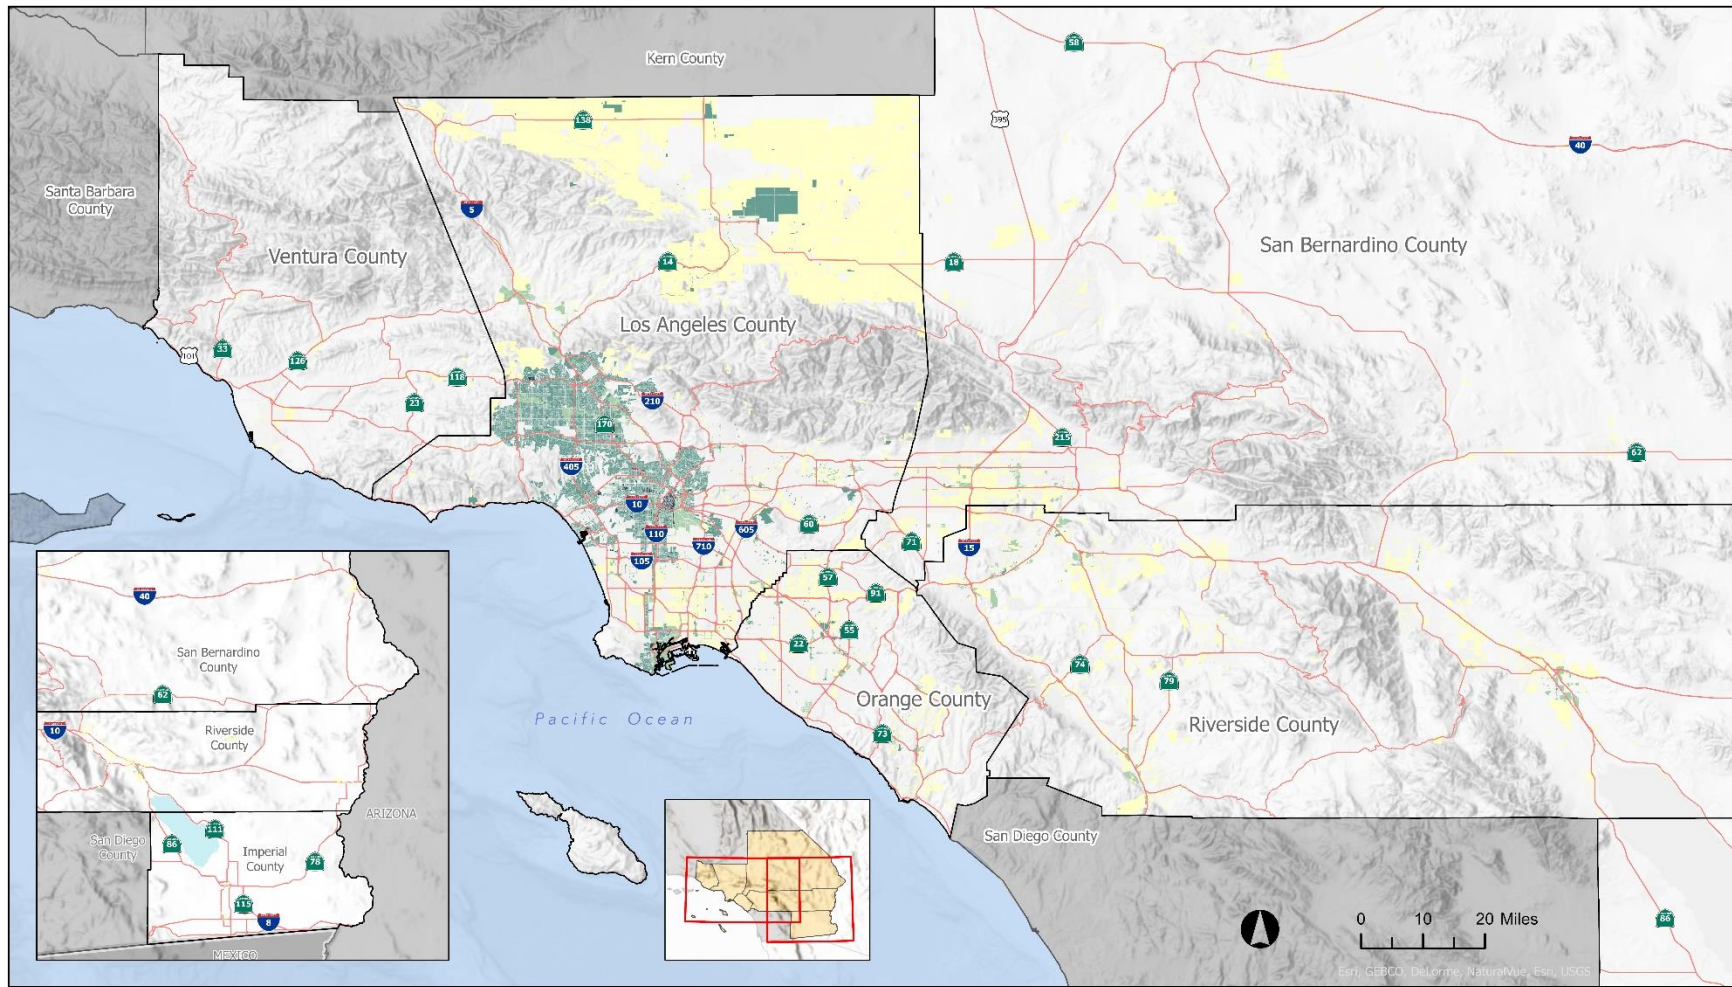 Kern County
58
395
138
40
Santa Barbara
County
5
Ventura County
San Bernardino County
14
18
Los Angeles County
101
33
126
118
23
210
170
215
62
405
10
110
105
710
605
60
71
15
57
91
55
22
74
79
Orange County
73
Riverside County
Pacific Ocean
San Diego County
86
40
San Bernardino
County
62
10
Riverside
County
ARIZONA
San Diego
County
86
111
Imperial
County
78
115
8
MEXICO
0 10 20 Miles
Esri, GEBCO, DeLorme, NaturalVue, Esri, USGS